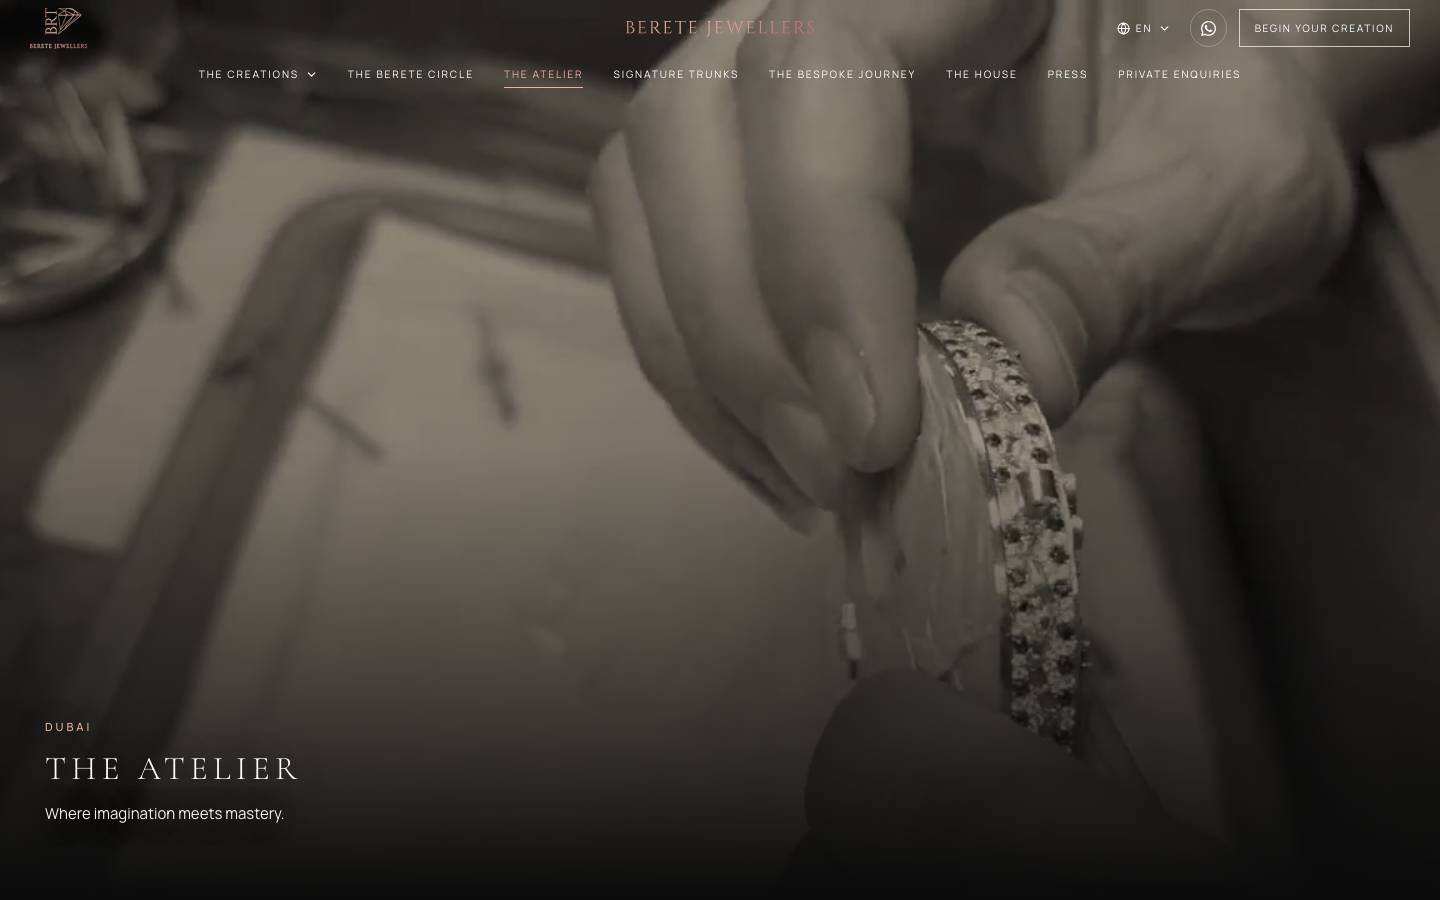 BRT
BERETE JEWELLERS
BERETE JEWELLERS
EN
BEGIN YOUR CREATION
THE CREATIONS
THE BERETE CIRCLE
THE ATELIER
SIGNATURE TRUNKS
THE BESPOKE JOURNEY
THE HOUSE
PRESS
PRIVATE ENQUIRIES
DUBAI
THE ATELIER
Where imagination meets mastery.